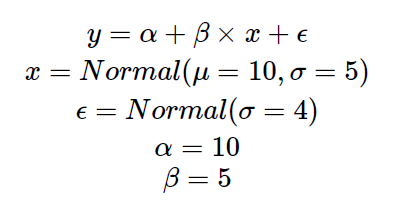 y = α + β × x + ϵ
x = Normal(μ = 10, σ = 5)
ϵ = Normal(σ = 4)
α = 10
β = 5